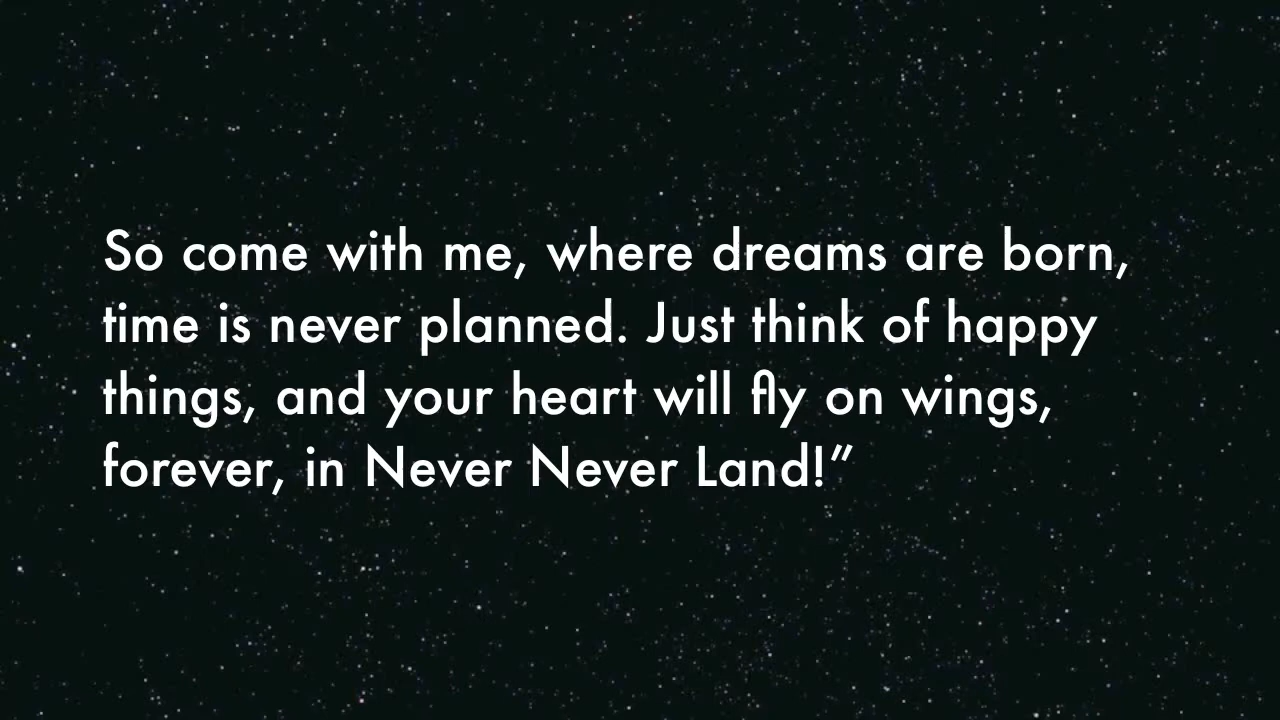 So come with me, where dreams are born,
time is never planned. Just think of happy
things, and your heart will fly on wings,
forever, in Never Never Land!”